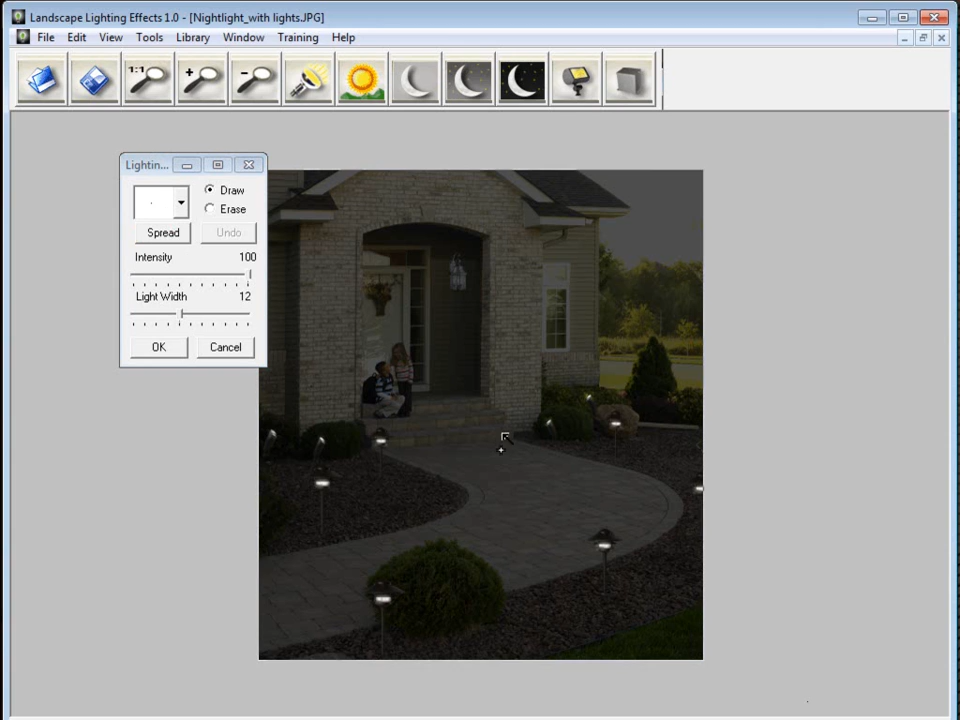 Landscape Lighting Effects 1.0 - [Nightlight_with lights.JPG]
File Edit View Tools Library Window Training Help
1:1
Lightin...
Draw
Erase
Spread Undo
Intensity 100
Light Width 12
OK Cancel